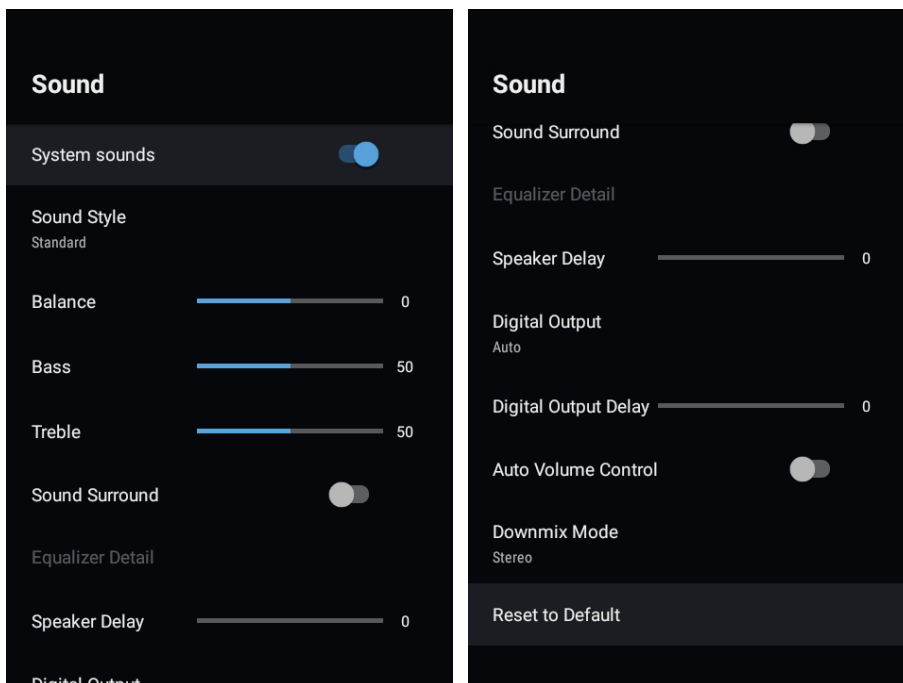 Sound
System sounds
Sound Style
Standard
Balance 0
Bass 50
Treble 50
Sound Surround
Equalizer Detail
Speaker Delay 0
Digital Output
Sound
Sound Surround
Equalizer Detail
Speaker Delay 0
Digital Output
Auto
Digital Output Delay 0
Auto Volume Control
Downmix Mode
Stereo
Reset to Default